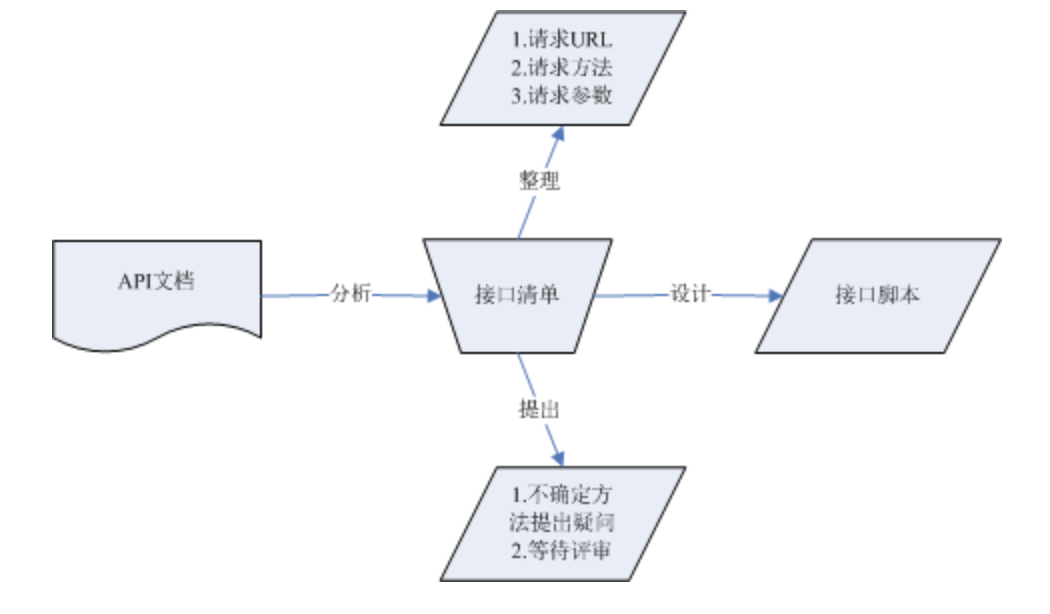 1.请求URL
2.请求方法
3.请求参数
整理
API文档
分析
接口清单
设计
接口脚本
提出
1.不确定方
法提出疑问
2.等待评审